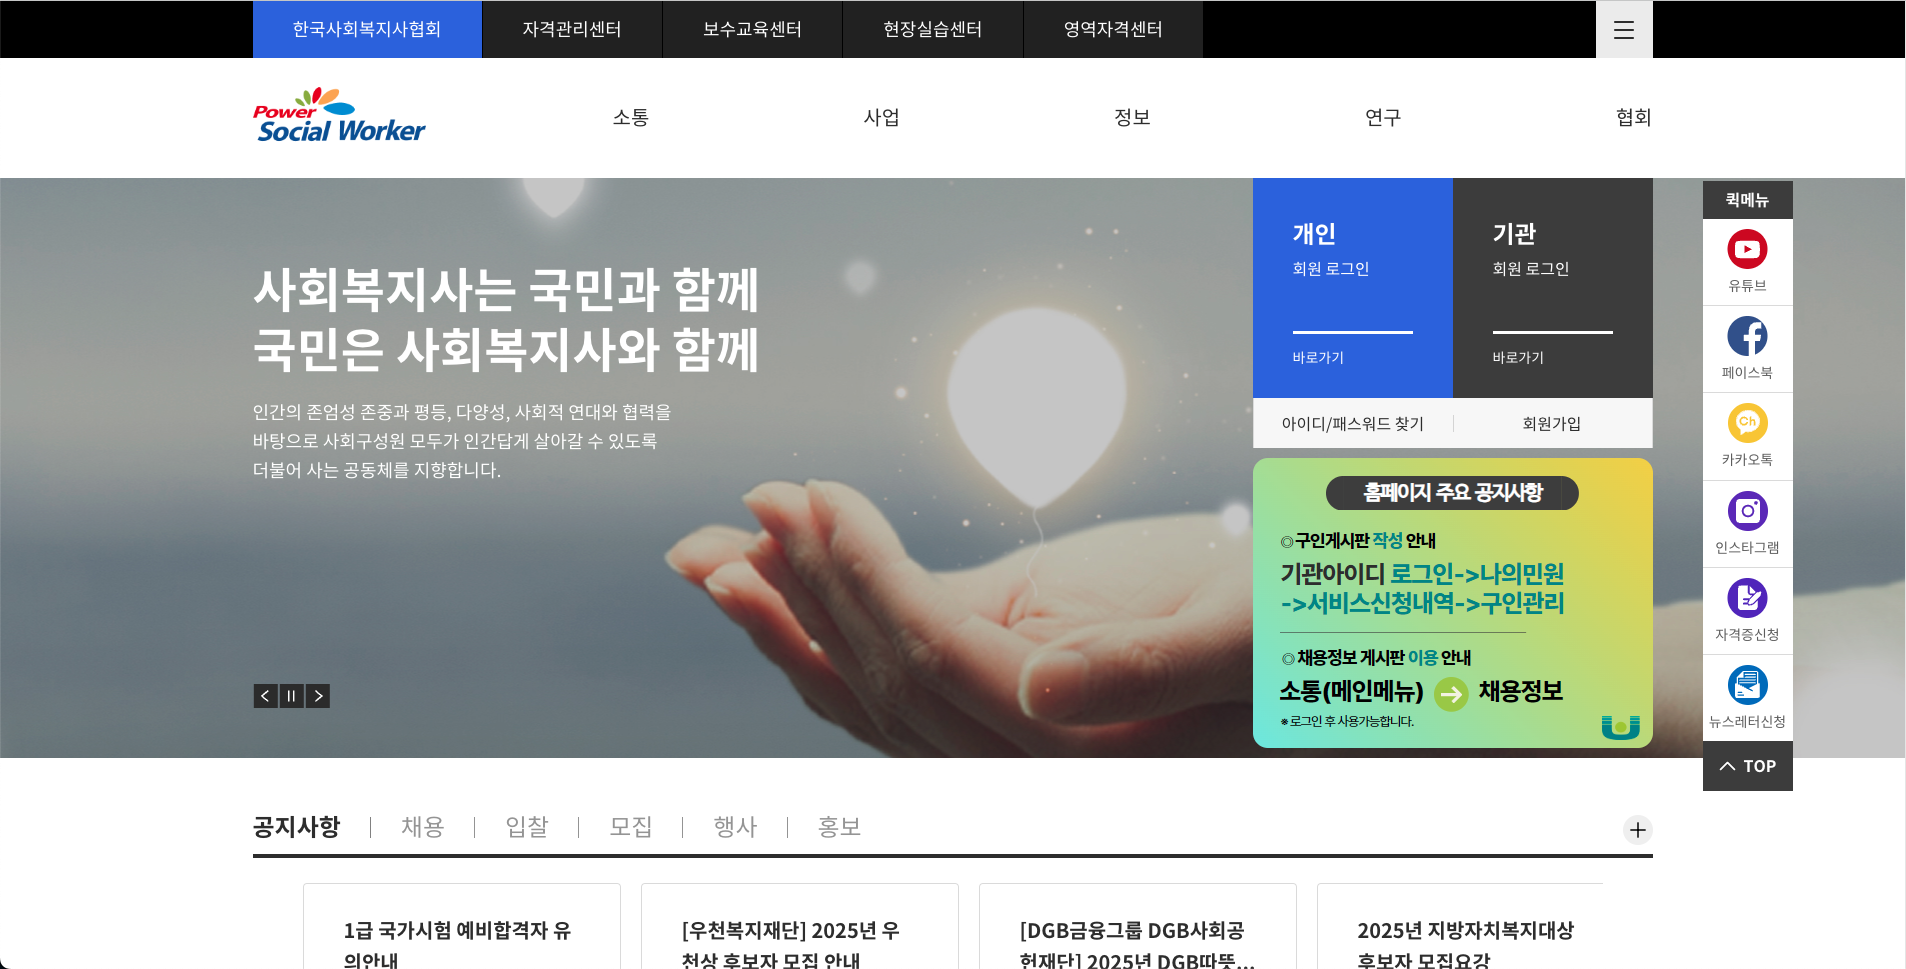 한국사회복지사협회
자격관리센터
보수교육센터
현장실습센터
영역자격센터
Power
Social Worker
소통
사업
정보
연구
협회
사회복지사는 국민과 함께
국민은 사회복지사와 함께
인간의 존엄성 존중과 평등, 다양성, 사회적 연대와 협력을
바탕으로 사회구성원 모두가 인간답게 살아갈 수 있도록
더불어 사는 공동체를 지향합니다.
개인
회원 로그인
바로가기
기관
회원 로그인
바로가기
아이디/패스워드 찾기
회원가입
홈페이지 주요 공지사항
◎구인게시판 작성 안내
기관아이디 로그인->나의민원
->서비스신청내역->구인관리
◎채용정보 게시판 이용 안내
소통(메인메뉴) → 채용정보
※로그인 후 사용가능합니다.
퀵메뉴
유튜브
페이스북
Ch
카카오톡
인스타그램
자격증신청
뉴스레터신청
TOP
공지사항
채용
입찰
모집
행사
홍보
1급 국가시험 예비합격자 유
의안내
[우천복지재단] 2025년 우
천상 후보자 모집 안내
[DGB금융그룹 DGB사회공
헌재단] 2025년 DGB따뜻...
2025년 지방자치복지대상
후보자 모집요강